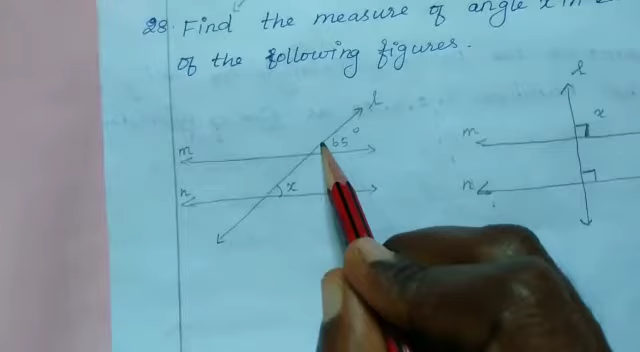 28. Find the measure of angle x in
of the following figures.
l
65°
m
n
x
l
x
m
n